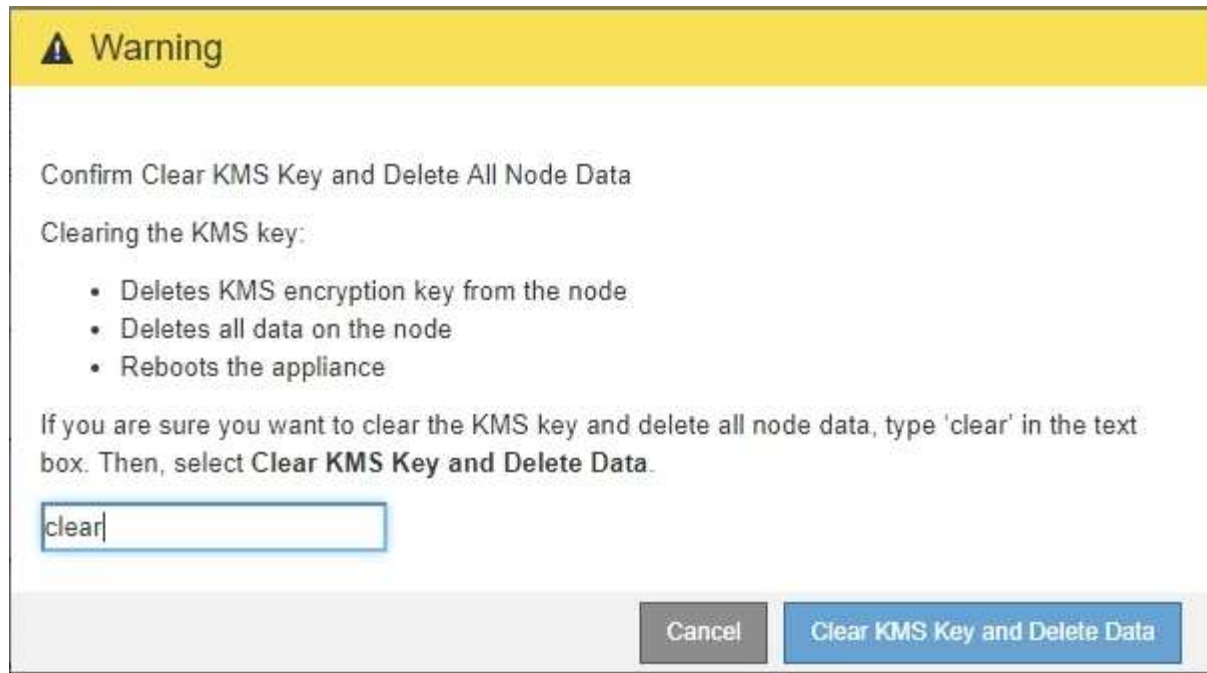 Warning
Confirm Clear KMS Key and Delete All Node Data
Clearing the KMS key:
• Deletes KMS encryption key from the node
• Deletes all data on the node
• Reboots the appliance
If you are sure you want to clear the KMS key and delete all node data, type ‘clear’ in the text
box. Then, select Clear KMS Key and Delete Data.
clear
Cancel
Clear KMS Key and Delete Data